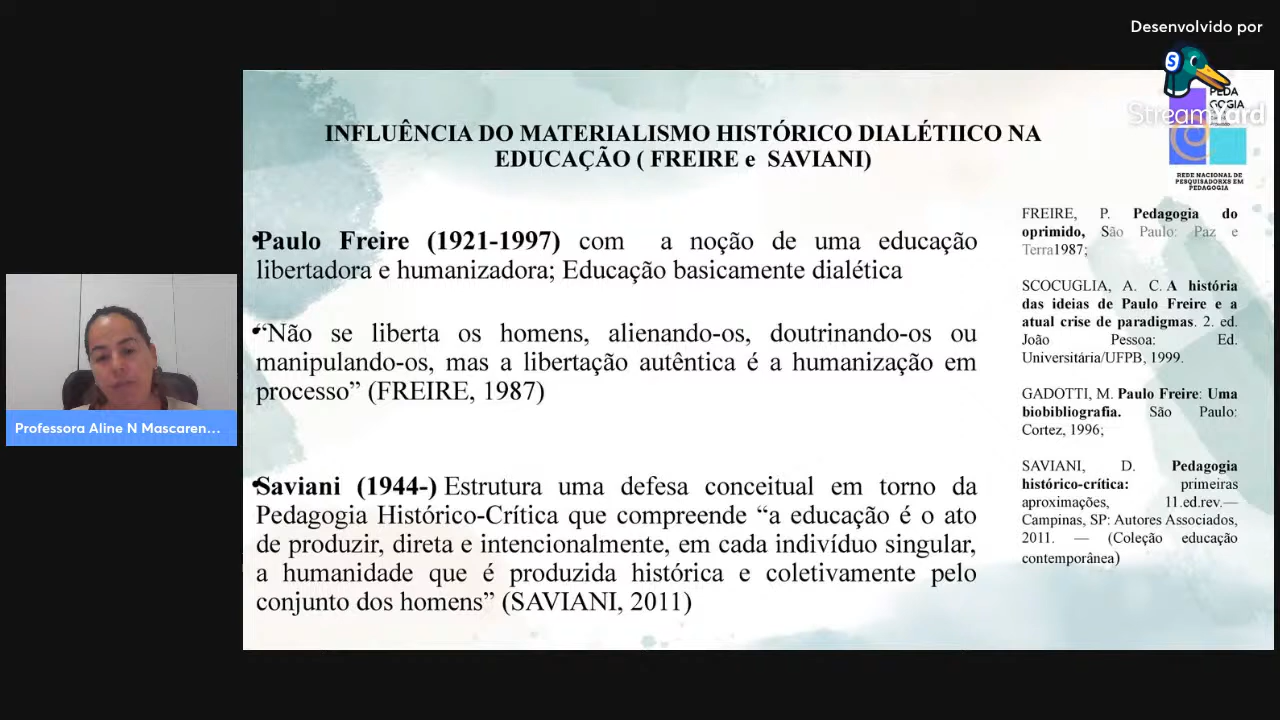 Desenvolvido por
StreamYard
PEDA
GOGIA
INFLUÊNCIA DO MATERIALISMO HISTÓRICO DIALÉTIICO NA
EDUCAÇÃO ( FREIRE e SAVIANI)
REDE NACIONAL DE
PESQUISADORXS EM
PEDAGOGIA
•Paulo Freire (1921-1997) com a noção de uma educação
libertadora e humanizadora; Educação basicamente dialética
•“Não se liberta os homens, alienando-os, doutrinando-os ou
manipulando-os, mas a libertação autêntica é a humanização em
processo” (FREIRE, 1987)
•Saviani (1944-) Estrutura uma defesa conceitual em torno da
Pedagogia Histórico-Crítica que compreende “a educação é o ato
de produzir, direta e intencionalmente, em cada indivíduo singular,
a humanidade que é produzida histórica e coletivamente pelo
conjunto dos homens” (SAVIANI, 2011)
FREIRE, P. Pedagogia do
oprimido, São Paulo: Paz e
Terra1987;
SCOCUGLIA, A. C. A história
das ideias de Paulo Freire e a
atual crise de paradigmas. 2. ed.
João Pessoa: Ed.
Universitária/UFPB, 1999.
GADOTTI, M. Paulo Freire: Uma
biobibliografia. São Paulo:
Cortez, 1996;
SAVIANI, D. Pedagogia
histórico-crítica: primeiras
aproximações, 11.ed.rev.—
Campinas, SP: Autores Associados,
2011. — (Coleção educação
contemporânea)
Professora Aline N Mascaren...